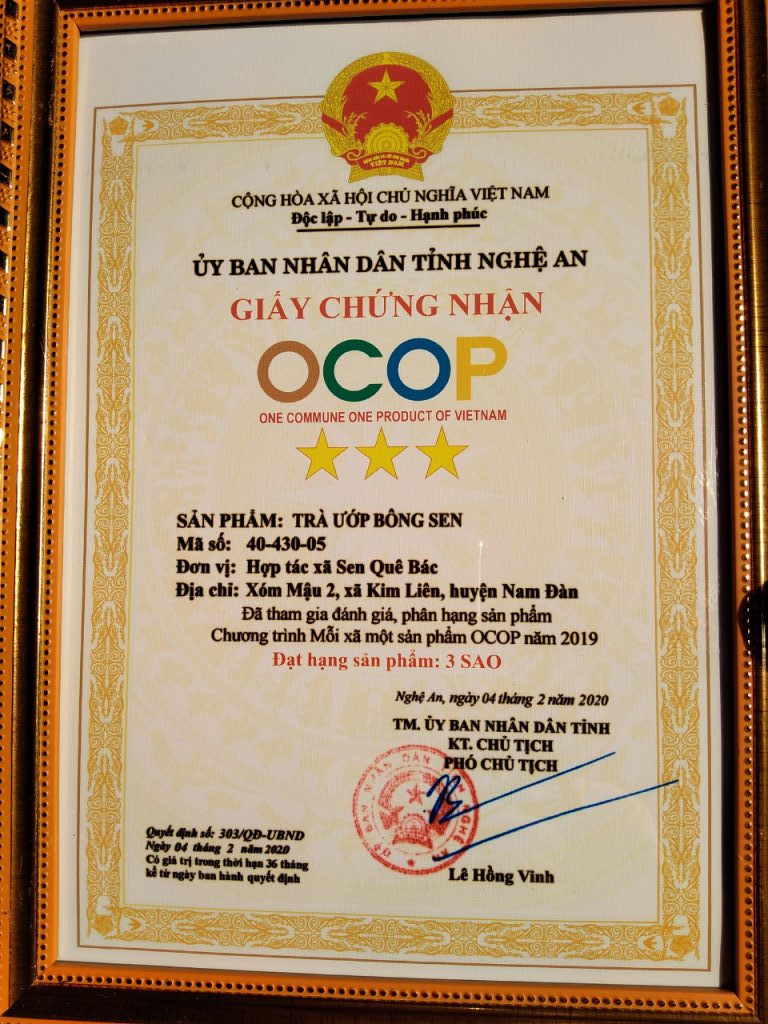 CỘNG HÒA XÃ HỘI CHỦ NGHĨA VIỆT NAM
Độc lập - Tự do - Hạnh phúc
ỦY BAN NHÂN DÂN TỈNH NGHỆ AN
GIẤY CHỨNG NHẬN
OCOP
ONE COMMUNE ONE PRODUCT OF VIETNAM
SẢN PHẨM: TRÀ ƯỚP BÔNG SEN
Mã số: 40-430-05
Đơn vị: Hợp tác xã Sen Quê Bác
Địa chỉ: Xóm Mậu 2, xã Kim Liên, huyện Nam Đàn
Đã tham gia đánh giá, phân hạng sản phẩm
Chương trình Mỗi xã một sản phẩm OCOP năm 2019
Đạt hạng sản phẩm: 3 SAO
Nghệ An, ngày 04 tháng 2 năm 2020
TM. ỦY BAN NHÂN DÂN TỈNH
KT. CHỦ TỊCH
PHÓ CHỦ TỊCH
Lê Hồng Vinh
Quyết định số: 303/QĐ-UBND
Ngày 04 tháng 2 năm 2020
Có giá trị trong thời hạn 36 tháng
kể từ ngày ban hành quyết định